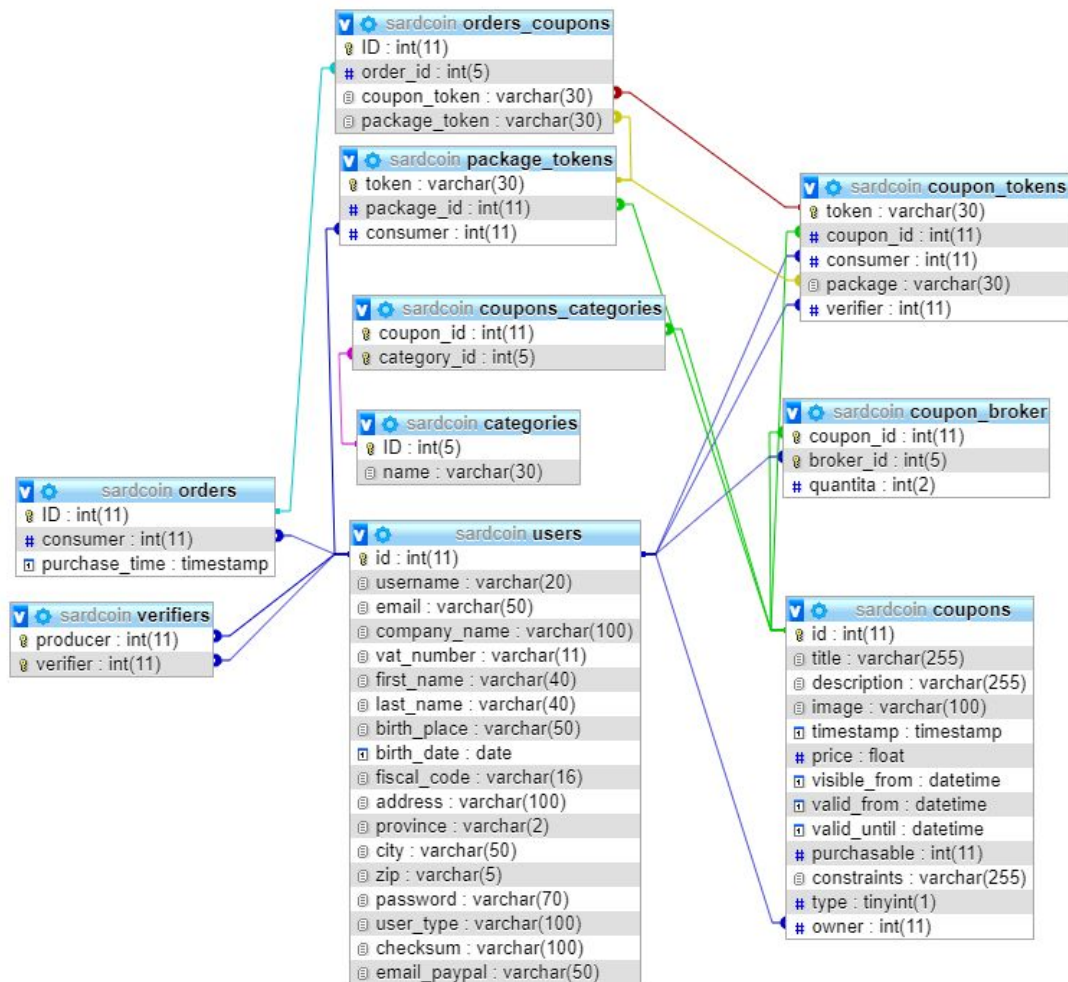 sardcoin orders_coupons
ID : int(11)
# order_id : int(5)
coupon_token : varchar(30)
package_token : varchar(30)
sardcoin package_tokens
token : varchar(30)
# package_id : int(11)
# consumer : int(11)
sardcoin coupon_tokens
token : varchar(30)
# coupon_id : int(11)
# consumer : int(11)
package : varchar(30)
# verifier : int(11)
sardcoin coupons_categories
coupon_id : int(11)
category_id : int(5)
sardcoin categories
ID : int(5)
name : varchar(30)
sardcoin coupon_broker
coupon_id : int(11)
broker_id : int(5)
# quantita : int(2)
sardcoin orders
ID : int(11)
# consumer : int(11)
purchase_time : timestamp
sardcoin verifiers
producer : int(11)
verifier : int(11)
sardcoin users
id : int(11)
username : varchar(20)
email : varchar(50)
company_name : varchar(100)
vat_number : varchar(11)
first_name : varchar(40)
last_name : varchar(40)
birth_place : varchar(50)
birth_date : date
fiscal_code : varchar(16)
address : varchar(100)
province : varchar(2)
city : varchar(50)
zip : varchar(5)
password : varchar(70)
user_type : varchar(100)
checksum : varchar(100)
email_paypal : varchar(50)
sardcoin coupons
id : int(11)
title : varchar(255)
description : varchar(255)
image : varchar(100)
timestamp : timestamp
# price : float
visible_from : datetime
valid_from : datetime
valid_until : datetime
# purchasable : int(11)
constraints : varchar(255)
# type : tinyint(1)
# owner : int(11)